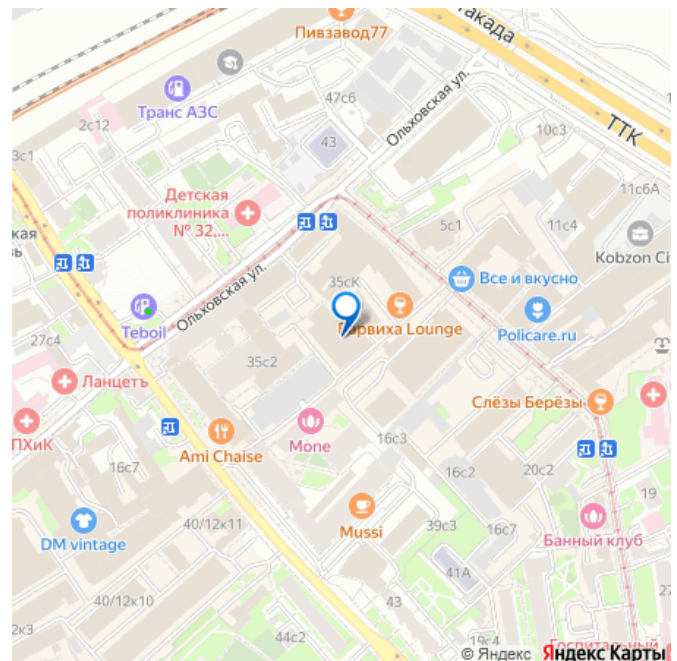 Пивзавод77
Транс АЗС
47с6
Ольховская ул.
ТТК
2с12
43
10с3
3с1
Детская
поликлиника
№ 32,...
11с6А
5с1
11с4
Kobzon Ci
35сК
Все и вкусно
Ольховская ул.
Teboil
Lounge
Policare.ru
27с4
35с2
Ланцетъ
Слёзы Берёзы
ПХиК
Ami Chaise
Mone
16с3
16с7
16с2
20с2
19
DM vintage
40/12к11
Mussi
39с3
16с7
Банный клуб
41А
40/12к10
43
2к3
44с2
19с4
© Яндекс Яндекс Карты